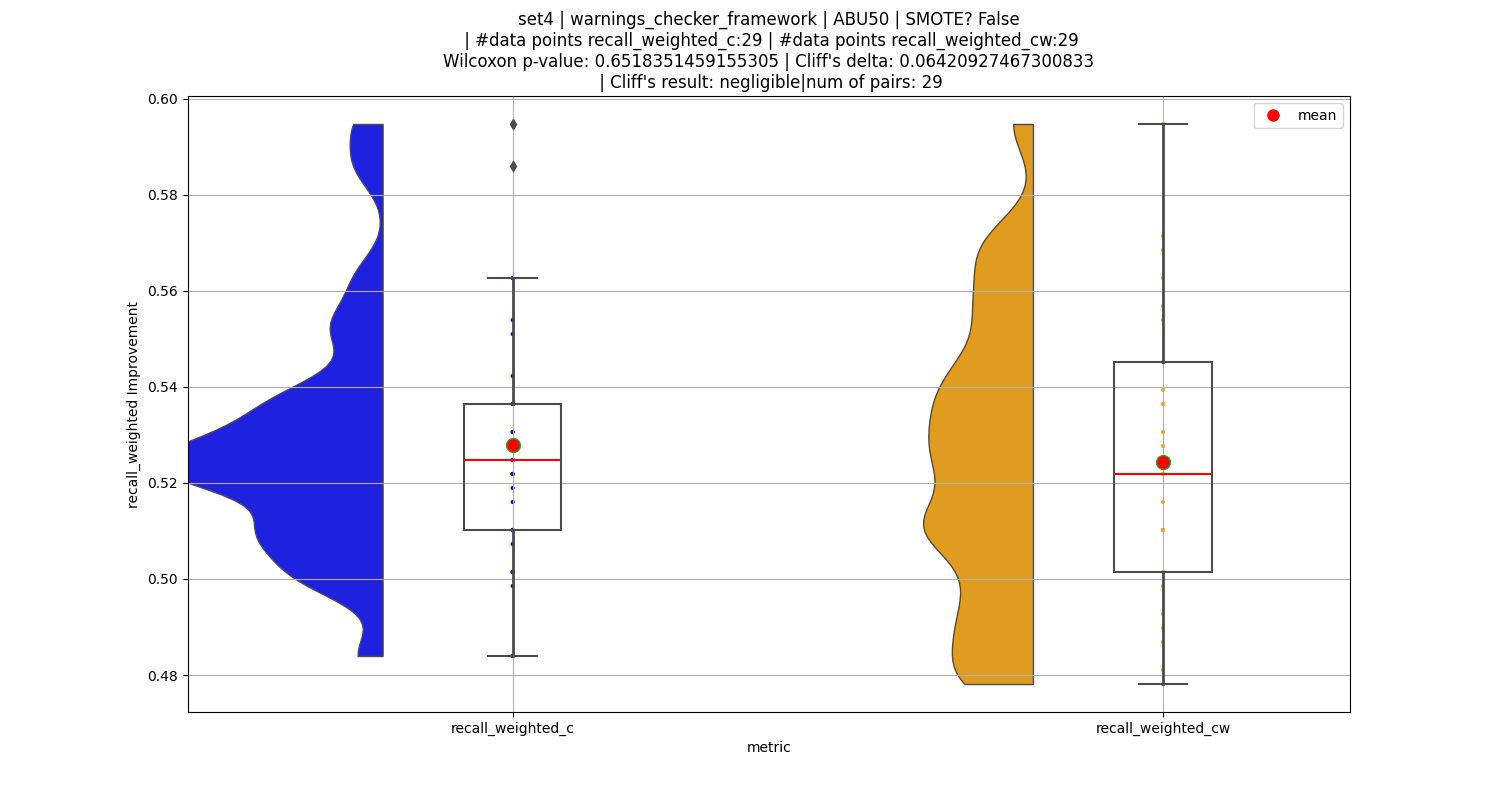 set4 | warnings_checker_framework | ABU50 | SMOTE? False
| #data points recall_weighted_c:29 | #data points recall_weighted_cw:29
Wilcoxon p-value: 0.6518351459155305 | Cliff's delta: 0.06420927467300833
| Cliff's result: negligible|num of pairs: 29
mean
0.60
0.58
0.56
0.54
0.52
0.50
0.48
recall_weighted Improvement
recall_weighted_c
recall_weighted_cw
metric